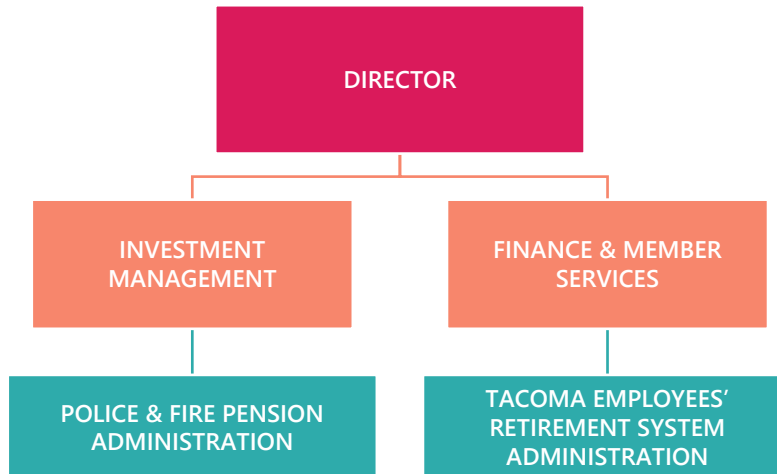 DIRECTOR
INVESTMENT
MANAGEMENT
FINANCE & MEMBER
SERVICES
POLICE & FIRE PENSION
ADMINISTRATION
TACOMA EMPLOYEES’
RETIREMENT SYSTEM
ADMINISTRATION